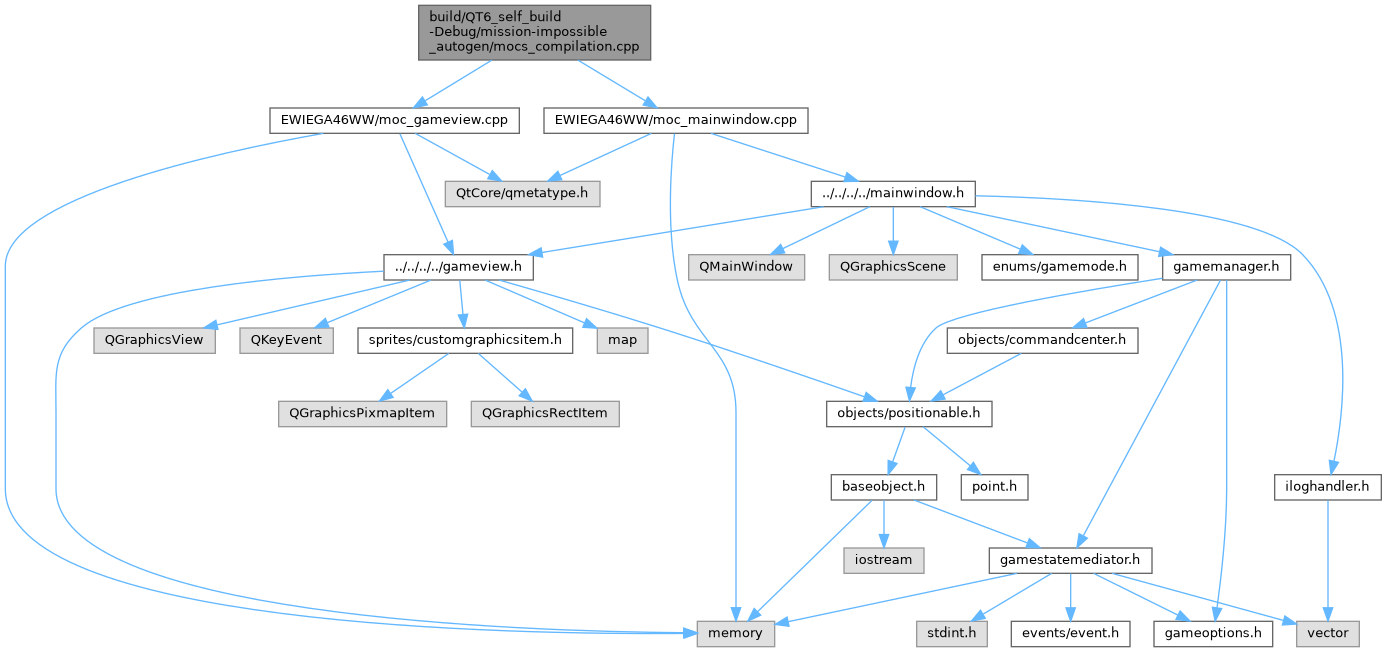 build/QT6_self_build
-Debug/mission-impossible
_autogen/mocs_compilation.cpp
EWIEGA46WW/moc_gameview.cpp
EWIEGA46WW/moc_mainwindow.cpp
QtCore/qmetatype.h
../../../../mainwindow.h
../../../../gameview.h
QMainWindow
QGraphicsScene
enums/gamemode.h
gamemanager.h
QGraphicsView
QKeyEvent
sprites/customgraphicsitem.h
map
objects/commandcenter.h
QGraphicsPixmapItem
QGraphicsRectItem
objects/positionable.h
baseobject.h
point.h
iloghandler.h
iostream
gamestatemediator.h
memory
stdint.h
events/event.h
gameoptions.h
vector